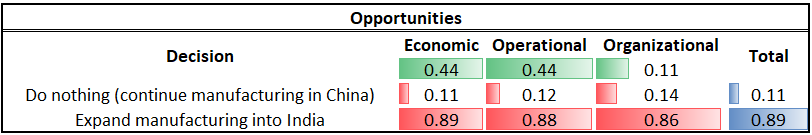 Opportunities
Decision Economic Operational Organizational Total
0.44 0.44 0.11
Do nothing (continue manufacturing in China) 0.11 0.12 0.14 0.11
Expand manufacturing into India 0.89 0.88 0.86 0.89